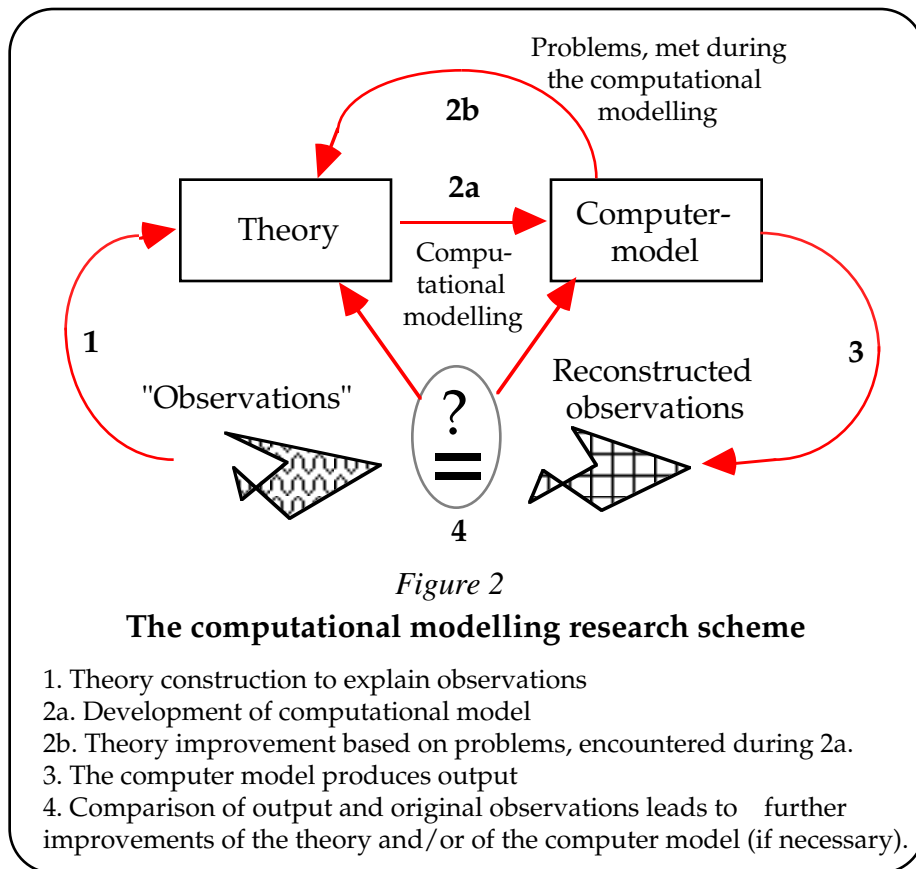 Problems, met during
the computational
modelling
2b
2a
Theory
Computer-
model
Compu-
tational
modelling
1
3
"Observations"
Reconstructed
observations
?
=
4
Figure 2
The computational modelling research scheme
1. Theory construction to explain observations
2a. Development of computational model
2b. Theory improvement based on problems, encountered during 2a.
3. The computer model produces output
4. Comparison of output and original observations leads to further
improvements of the theory and/or of the computer model (if necessary).